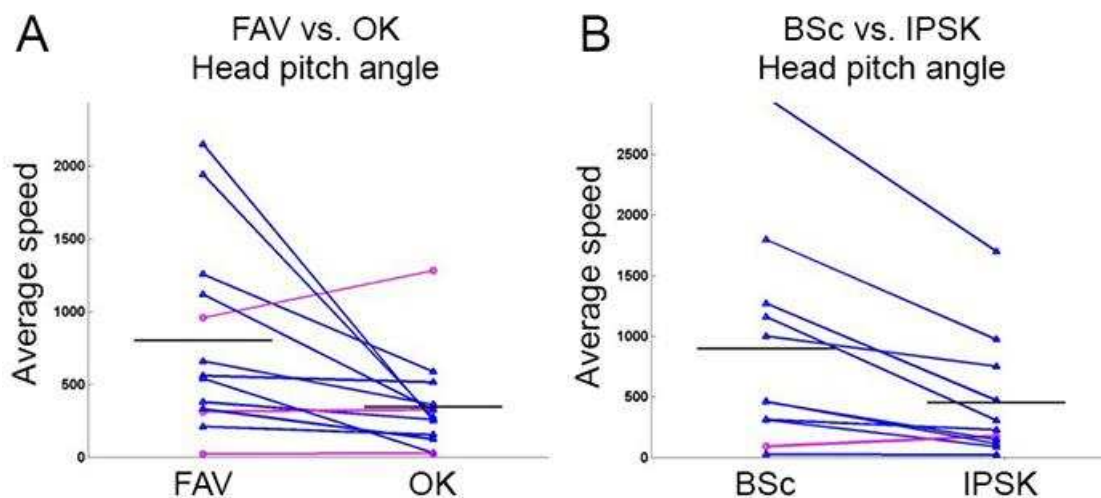 A
FAV vs. OK
Head pitch angle
Average speed
2000
1500
1000
500
0
FAV
OK
B
BSc vs. IPSK
Head pitch angle
Average speed
2500
2000
1500
1000
500
0
BSc
IPSK